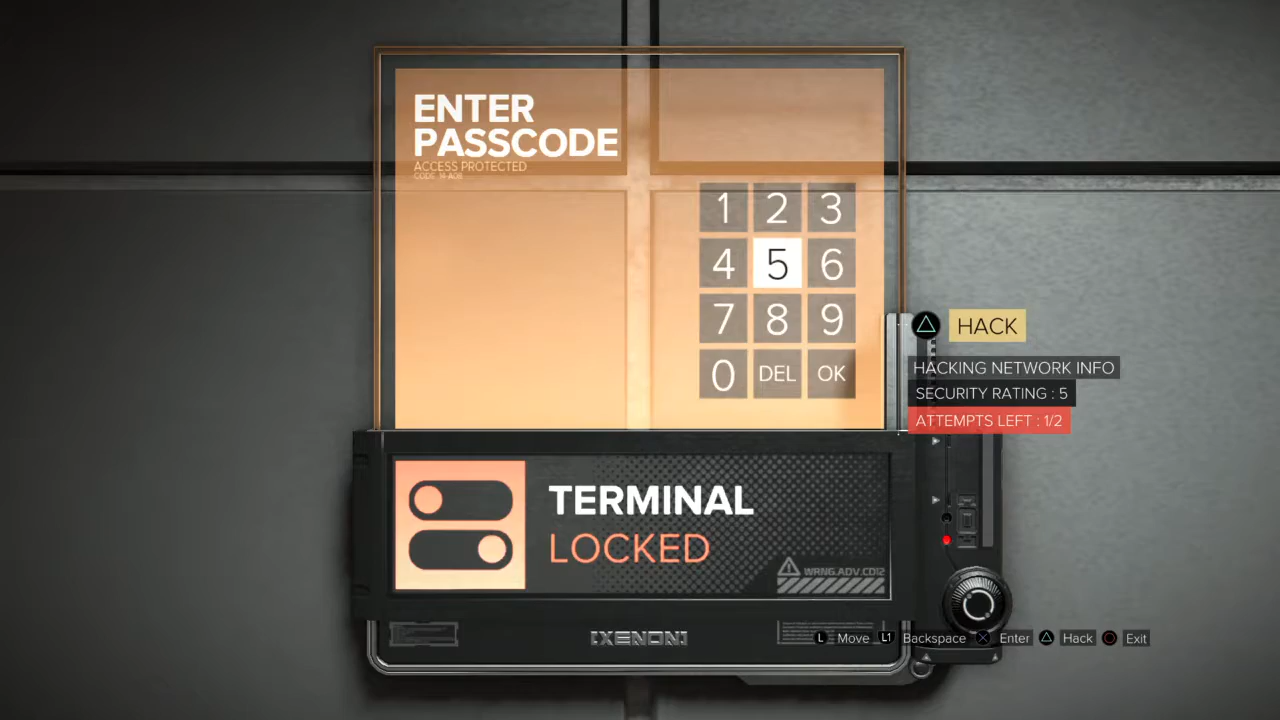 ENTER
PASSCODE
ACCESS PROTECTED
1 2 3
4 5 6
7 8 9
0 DEL OK
HACK
HACKING NETWORK INFO
SECURITY RATING : 5
ATTEMPTS LEFT : 1/2
TERMINAL
LOCKED
WRNG.ADV.CD12
XENON
L Move L1 Backspace Enter Hack Exit